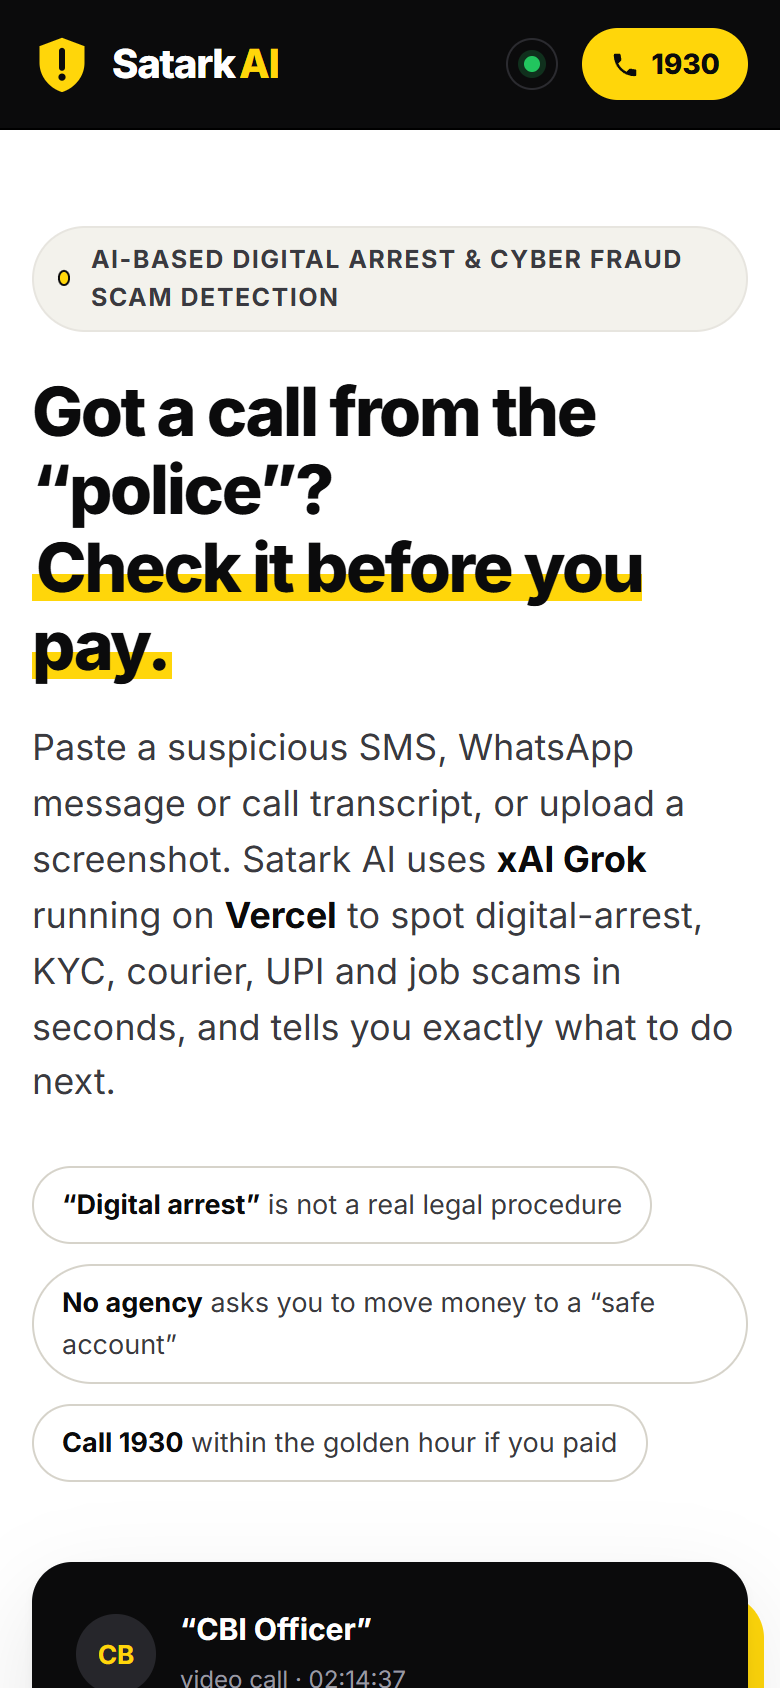 Satark AI
1930
AI-BASED DIGITAL ARREST & CYBER FRAUD
SCAM DETECTION
Got a call from the
“police”?
Check it before you
pay.
Paste a suspicious SMS, WhatsApp
message or call transcript, or upload a
screenshot. Satark AI uses xAI Grok
running on Vercel to spot digital-arrest,
KYC, courier, UPI and job scams in
seconds, and tells you exactly what to do
next.
“Digital arrest” is not a real legal procedure
No agency asks you to move money to a “safe
account”
Call 1930 within the golden hour if you paid
CB
“CBI Officer”
video call · 02:14:37